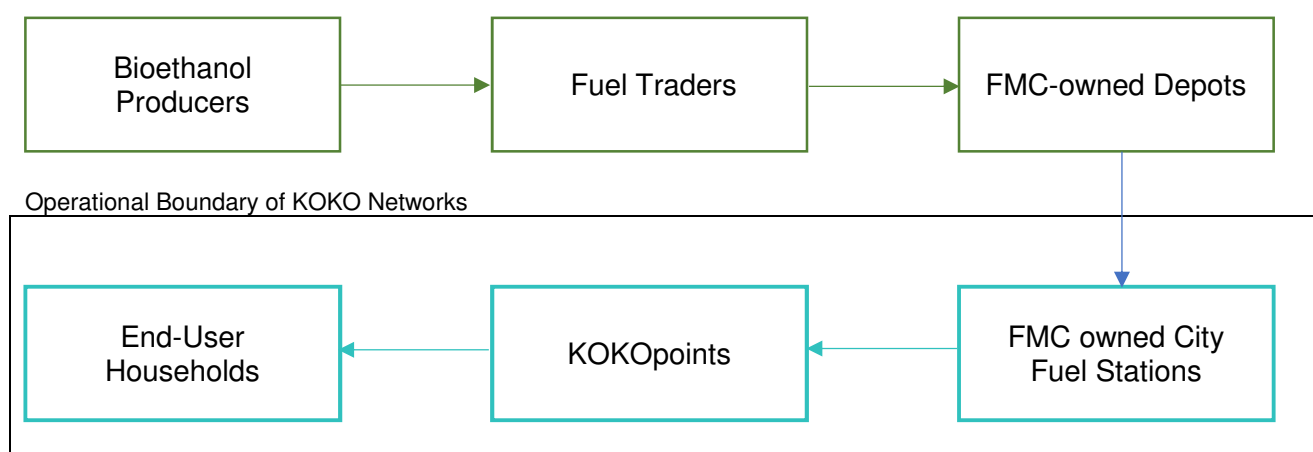 Bioethanol
Producers
Fuel Traders
FMC-owned Depots
Operational Boundary of KOKO Networks
End-User
Households
KOKOpoints
FMC owned City
Fuel Stations